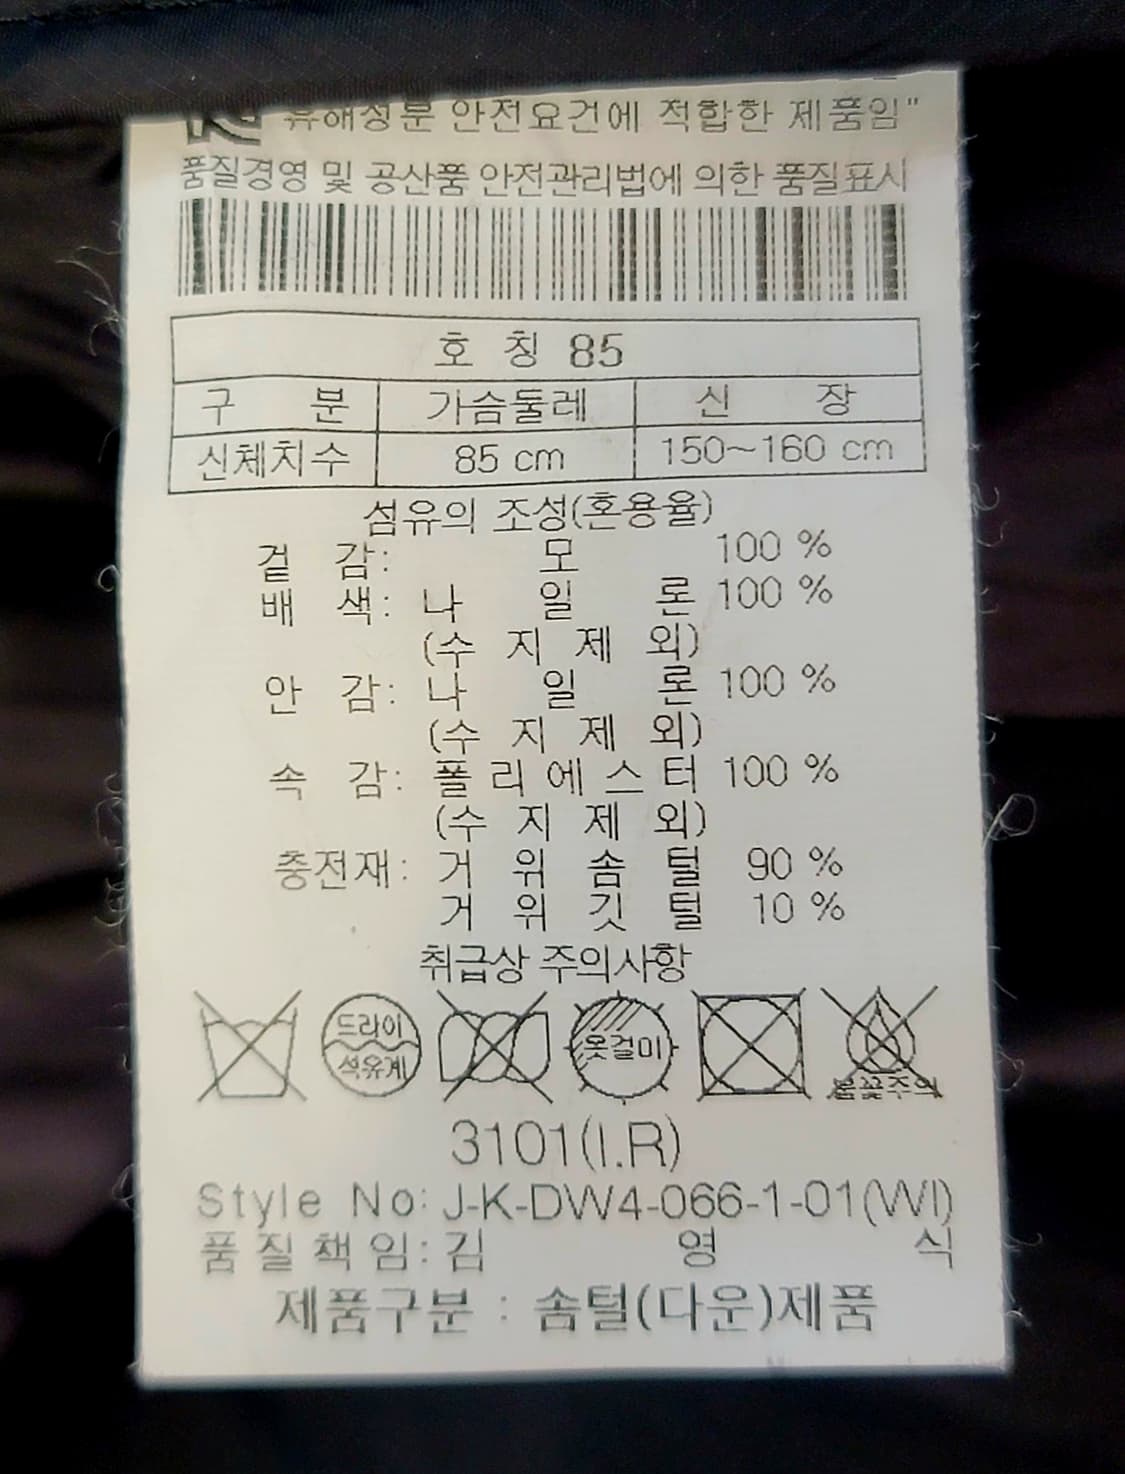 유해성분 안전요건에 적합한 제품임"
품질경영 및 공산품 안전관리법에 의한 품질표시
호 칭 85
구 분 가슴둘레 신 장
신체치수 85 cm 150~160 cm
섬유의 조성(혼용율)
겉 감: 모 100 %
배 색: 나 일 론 100 %
(수 지 제 외)
안 감: 나 일 론 100 %
(수 지 제 외)
속 감: 폴 리 에 스 터 100 %
(수 지 제 외)
충전재: 거 위 솜 털 90 %
거 위 깃 털 10 %
취급상 주의사항
드라이
석유계
옷걸이
불꽃주의
3101(I.R)
Style No: J-K-DW4-066-1-01(WI)
품 질 책 임: 김 영 식
제품구분 : 솜털(다운)제품